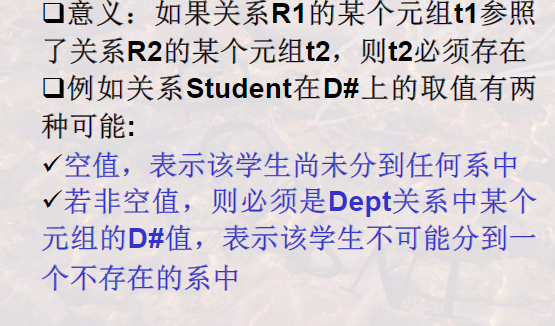 ❑意义：如果关系R1的某个元组t1参照
了关系R2的某个元组t2，则t2必须存在
❑例如关系Student在D#上的取值有两
种可能:
✓空值，表示该学生尚未分到任何系中
✓若非空值，则必须是Dept关系中某个
元组的D#值，表示该学生不可能分到一
个不存在的系中